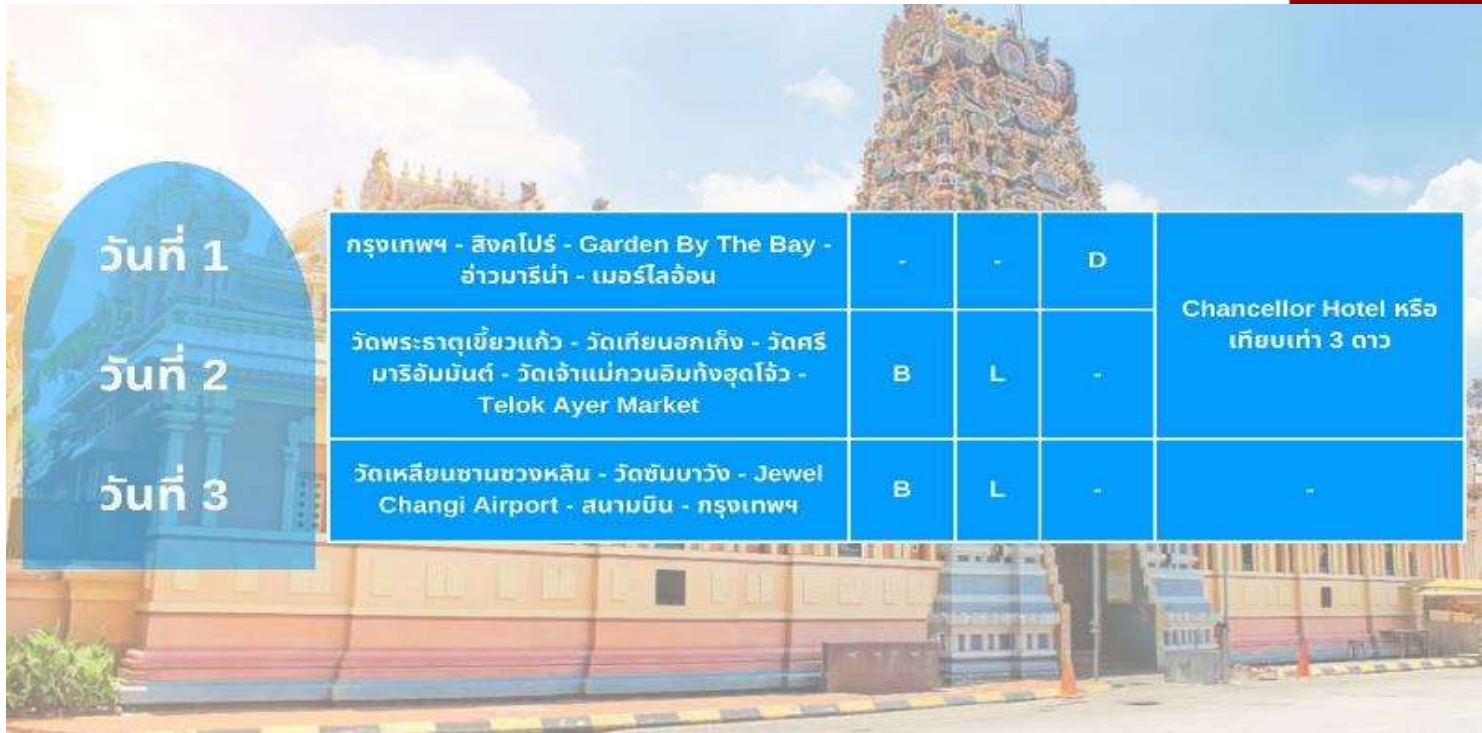 วันที่ 1
กรุงเทพฯ - สิงคโปร์ - Garden By The Bay -
อ่าวมารีน่า - เมอร์ไลอ้อน
-
-
D
Chancellor Hotel หรือ
เทียบเท่า 3 ดาว
วันที่ 2
วัดพระธาตุเขี้ยวแก้ว - วัดเทียนฮกเก็ง - วัดศรี
มาริอัมมันต์ - วัดเจ้าแม่กวนอิมทั่งฮุดโจ้ว -
Telok Ayer Market
B
L
-
วันที่ 3
วัดเหลียนซานซวงหลิน - วัดซัมบาวัง - Jewel
Changi Airport - สนามบิน - กรุงเทพฯ
B
L
-
-